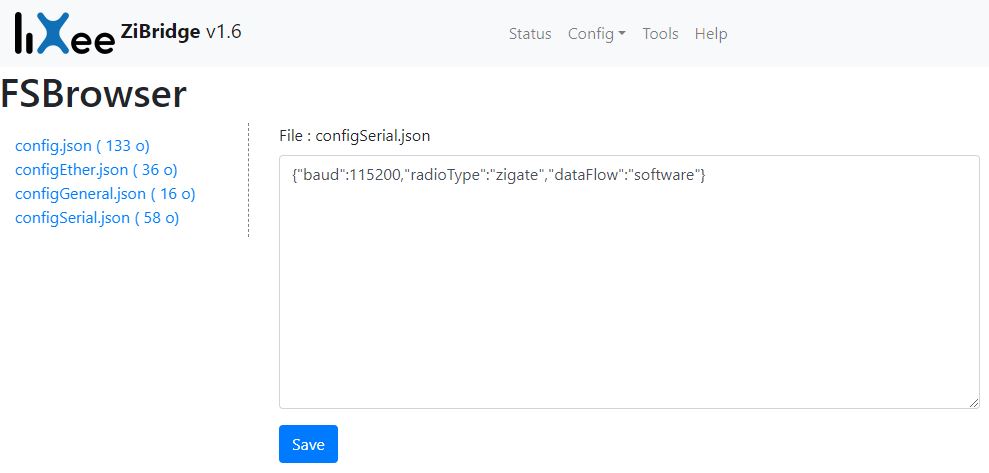 liXee ZiBridge v1.6
Status Config Tools Help
FSBrowser
config.json ( 133 o)
configEther.json ( 36 o)
configGeneral.json ( 16 o)
configSerial.json ( 58 o)
File : configSerial.json
{"baud":115200,"radioType":"zigate","dataFlow":"software"}
Save